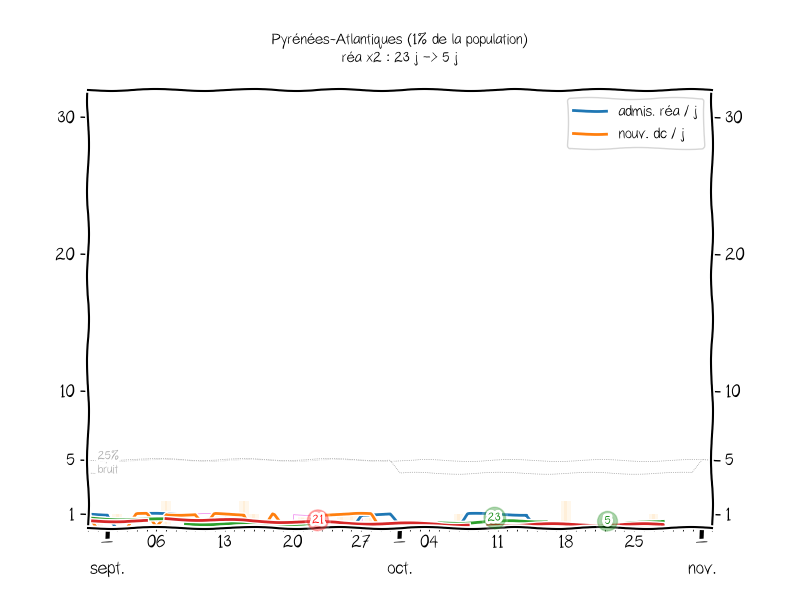 Pyrénées-Atlantiques (1% de la population)
réa x2 : 23 j -> 5 j
admis. réa / j
nouv. dc / j
30 30
20 20
10 10
5 5
25%
bruit
1 1
21 23 5
06 13 20 27 04 11 18 25
sept. oct. nov.